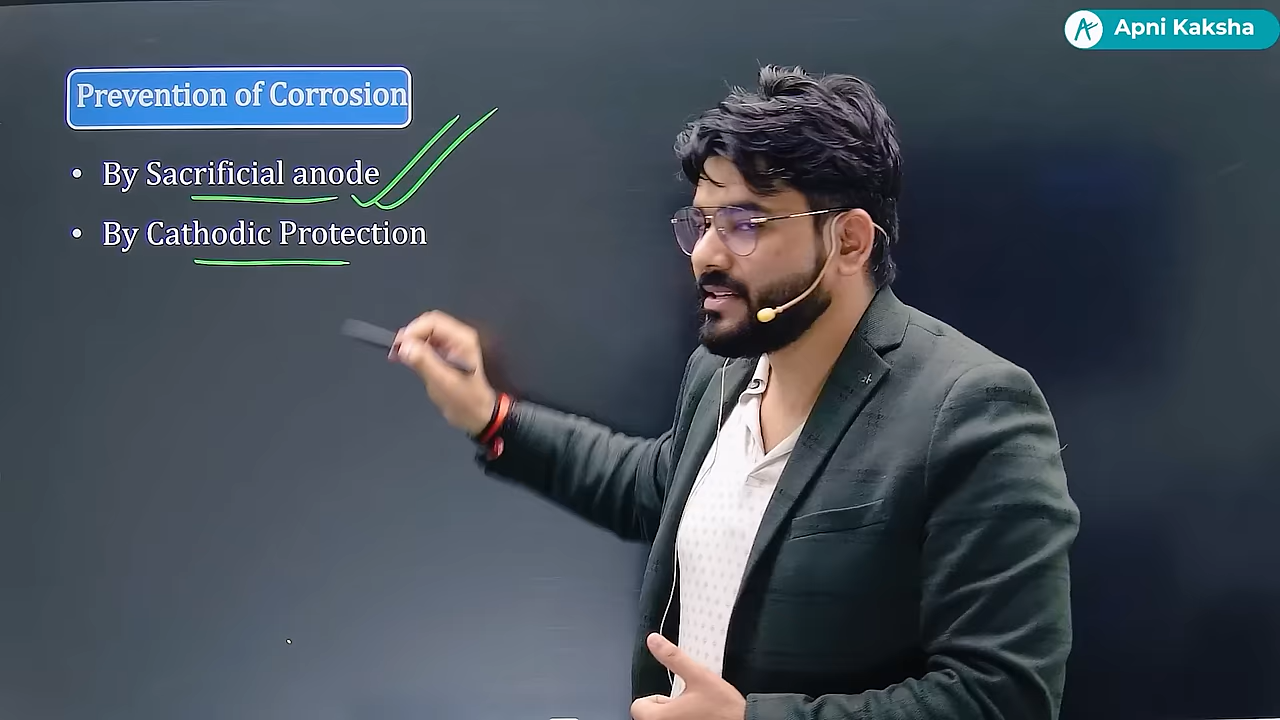 Apni Kaksha
Prevention of Corrosion
• By Sacrificial anode
• By Cathodic Protection